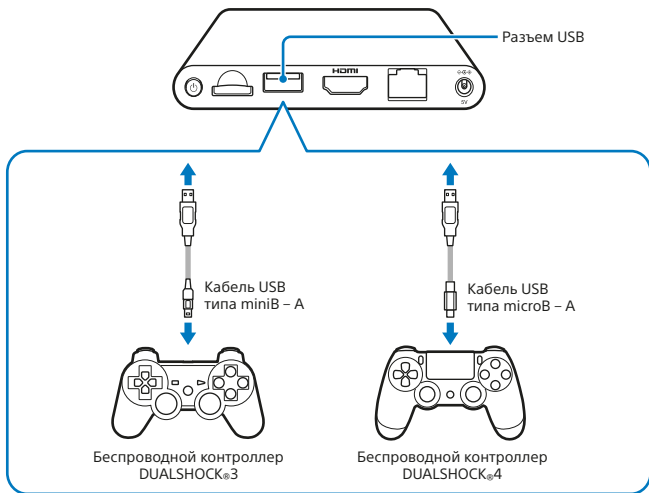 Разъем USB
HDMI
5V
Кабель USB
типа miniB – A
Кабель USB
типа microB – A
Беспроводной контроллер
DUALSHOCK®3
Беспроводной контроллер
DUALSHOCK®4